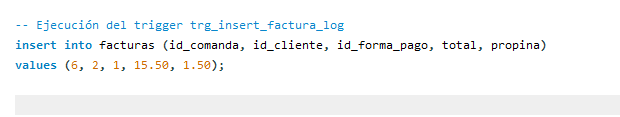 -- Ejecución del trigger trg_insert_factura_log
insert into facturas (id_comanda, id_cliente, id_forma_pago, total, propina)
values (6, 2, 1, 15.50, 1.50);